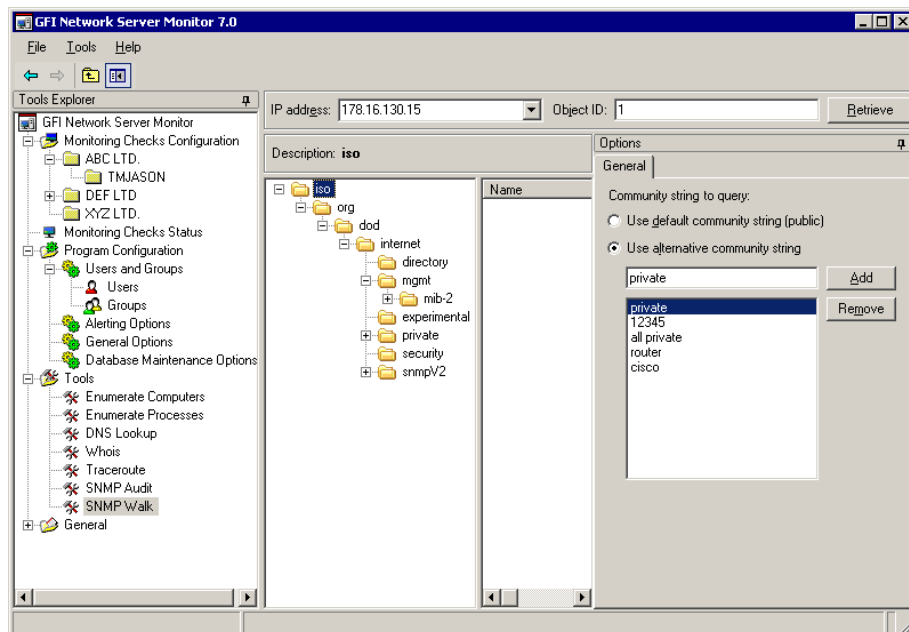 GFI Network Server Monitor 7.0
File Tools Help
Tools Explorer
GFI Network Server Monitor
Monitoring Checks Configuration
ABC LTD.
TMJASON
DEF LTD
XYZ LTD.
Monitoring Checks Status
Program Configuration
Users and Groups
Users
Groups
Alerting Options
General Options
Database Maintenance Options
Tools
Enumerate Computers
Enumerate Processes
DNS Lookup
Whois
Traceroute
SNMP Audit
SNMP Walk
General
IP address: 178.16.130.15 Object ID: 1 Retrieve
Description: iso
iso
org
dod
internet
directory
mgmt
mib-2
experimental
private
security
snmpV2
Name
Options
General
Community string to query:
Use default community string (public)
Use alternative community string
private Add
private Remove
12345
all private
router
cisco